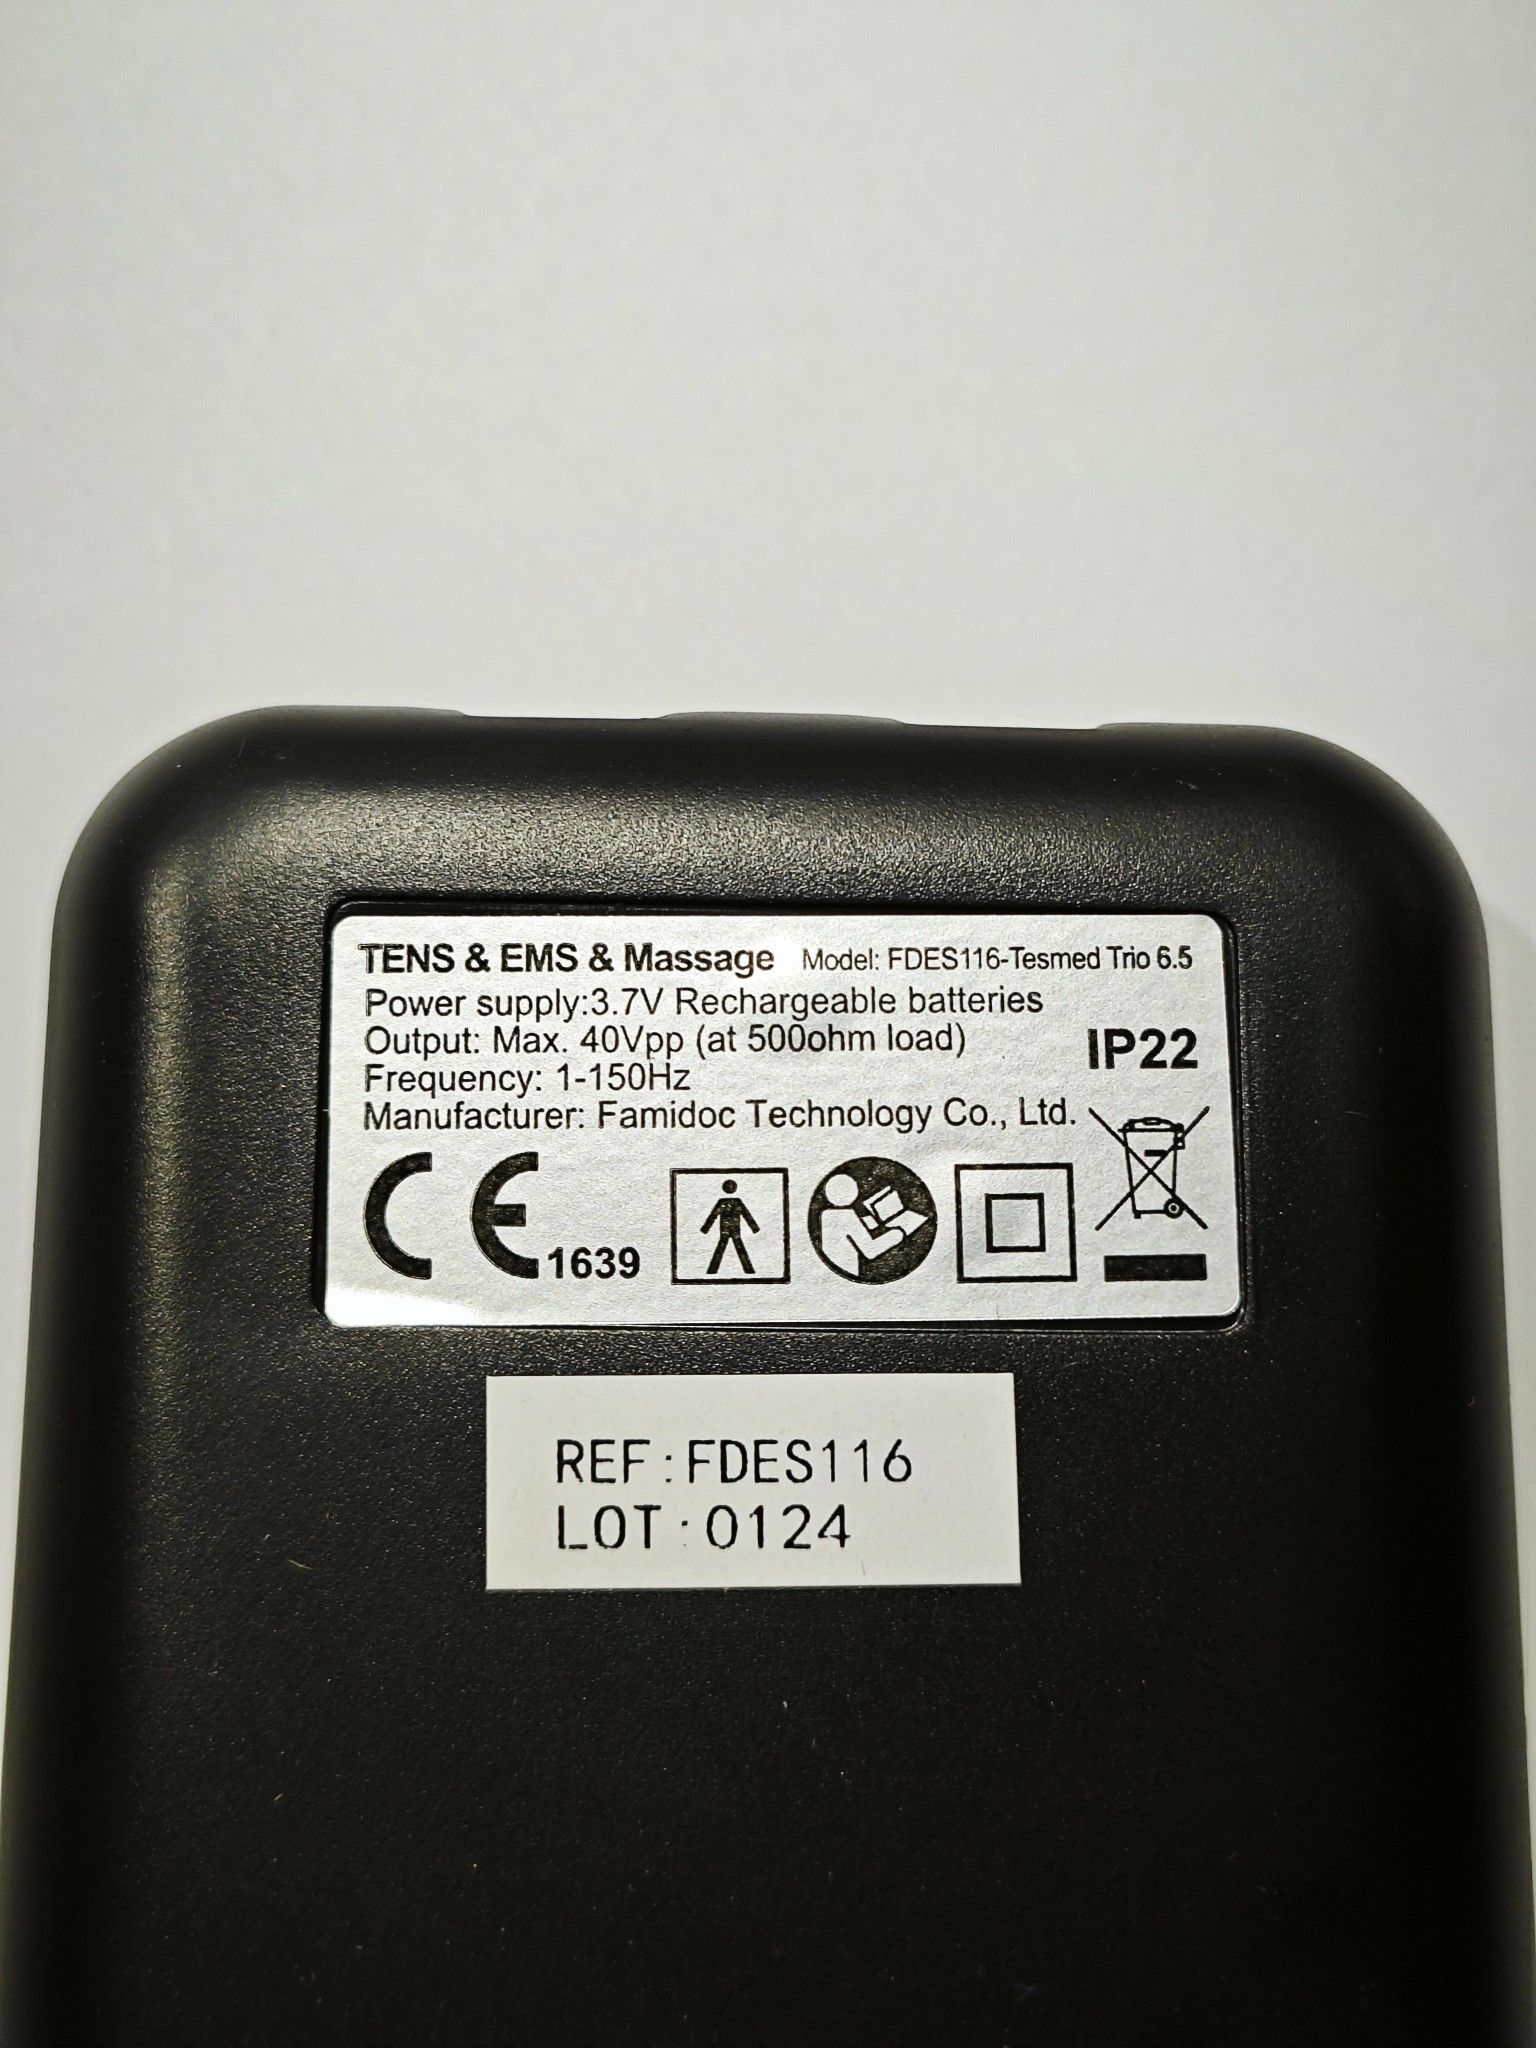 TENS & EMS & Massage Model: FDES116-Tesmed Trio 6.5
Power supply:3.7V Rechargeable batteries
Output: Max. 40Vpp (at 500ohm load)
IP22
Frequency: 1-150Hz
Manufacturer: Famidoc Technology Co., Ltd.
CE 1639
REF:FDES116
LOT:0124